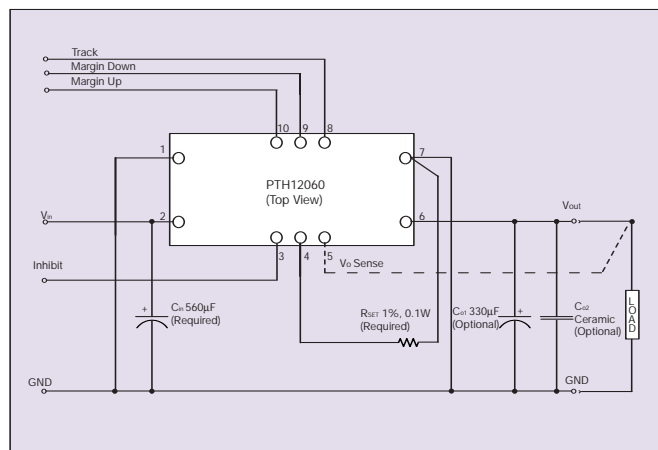 Track
Margin Down
Margin Up
10 9 8
1
7
PTH12060
(Top View)
Vin
2
6
Vout
3 4 5
Vo Sense
Inhibit
+
Cin 560µF
(Required)
RSET 1%, 0.1W
(Required)
Co1 330µF
(Optional)
+
Co2
Ceramic
(Optional)
LOAD
GND
GND